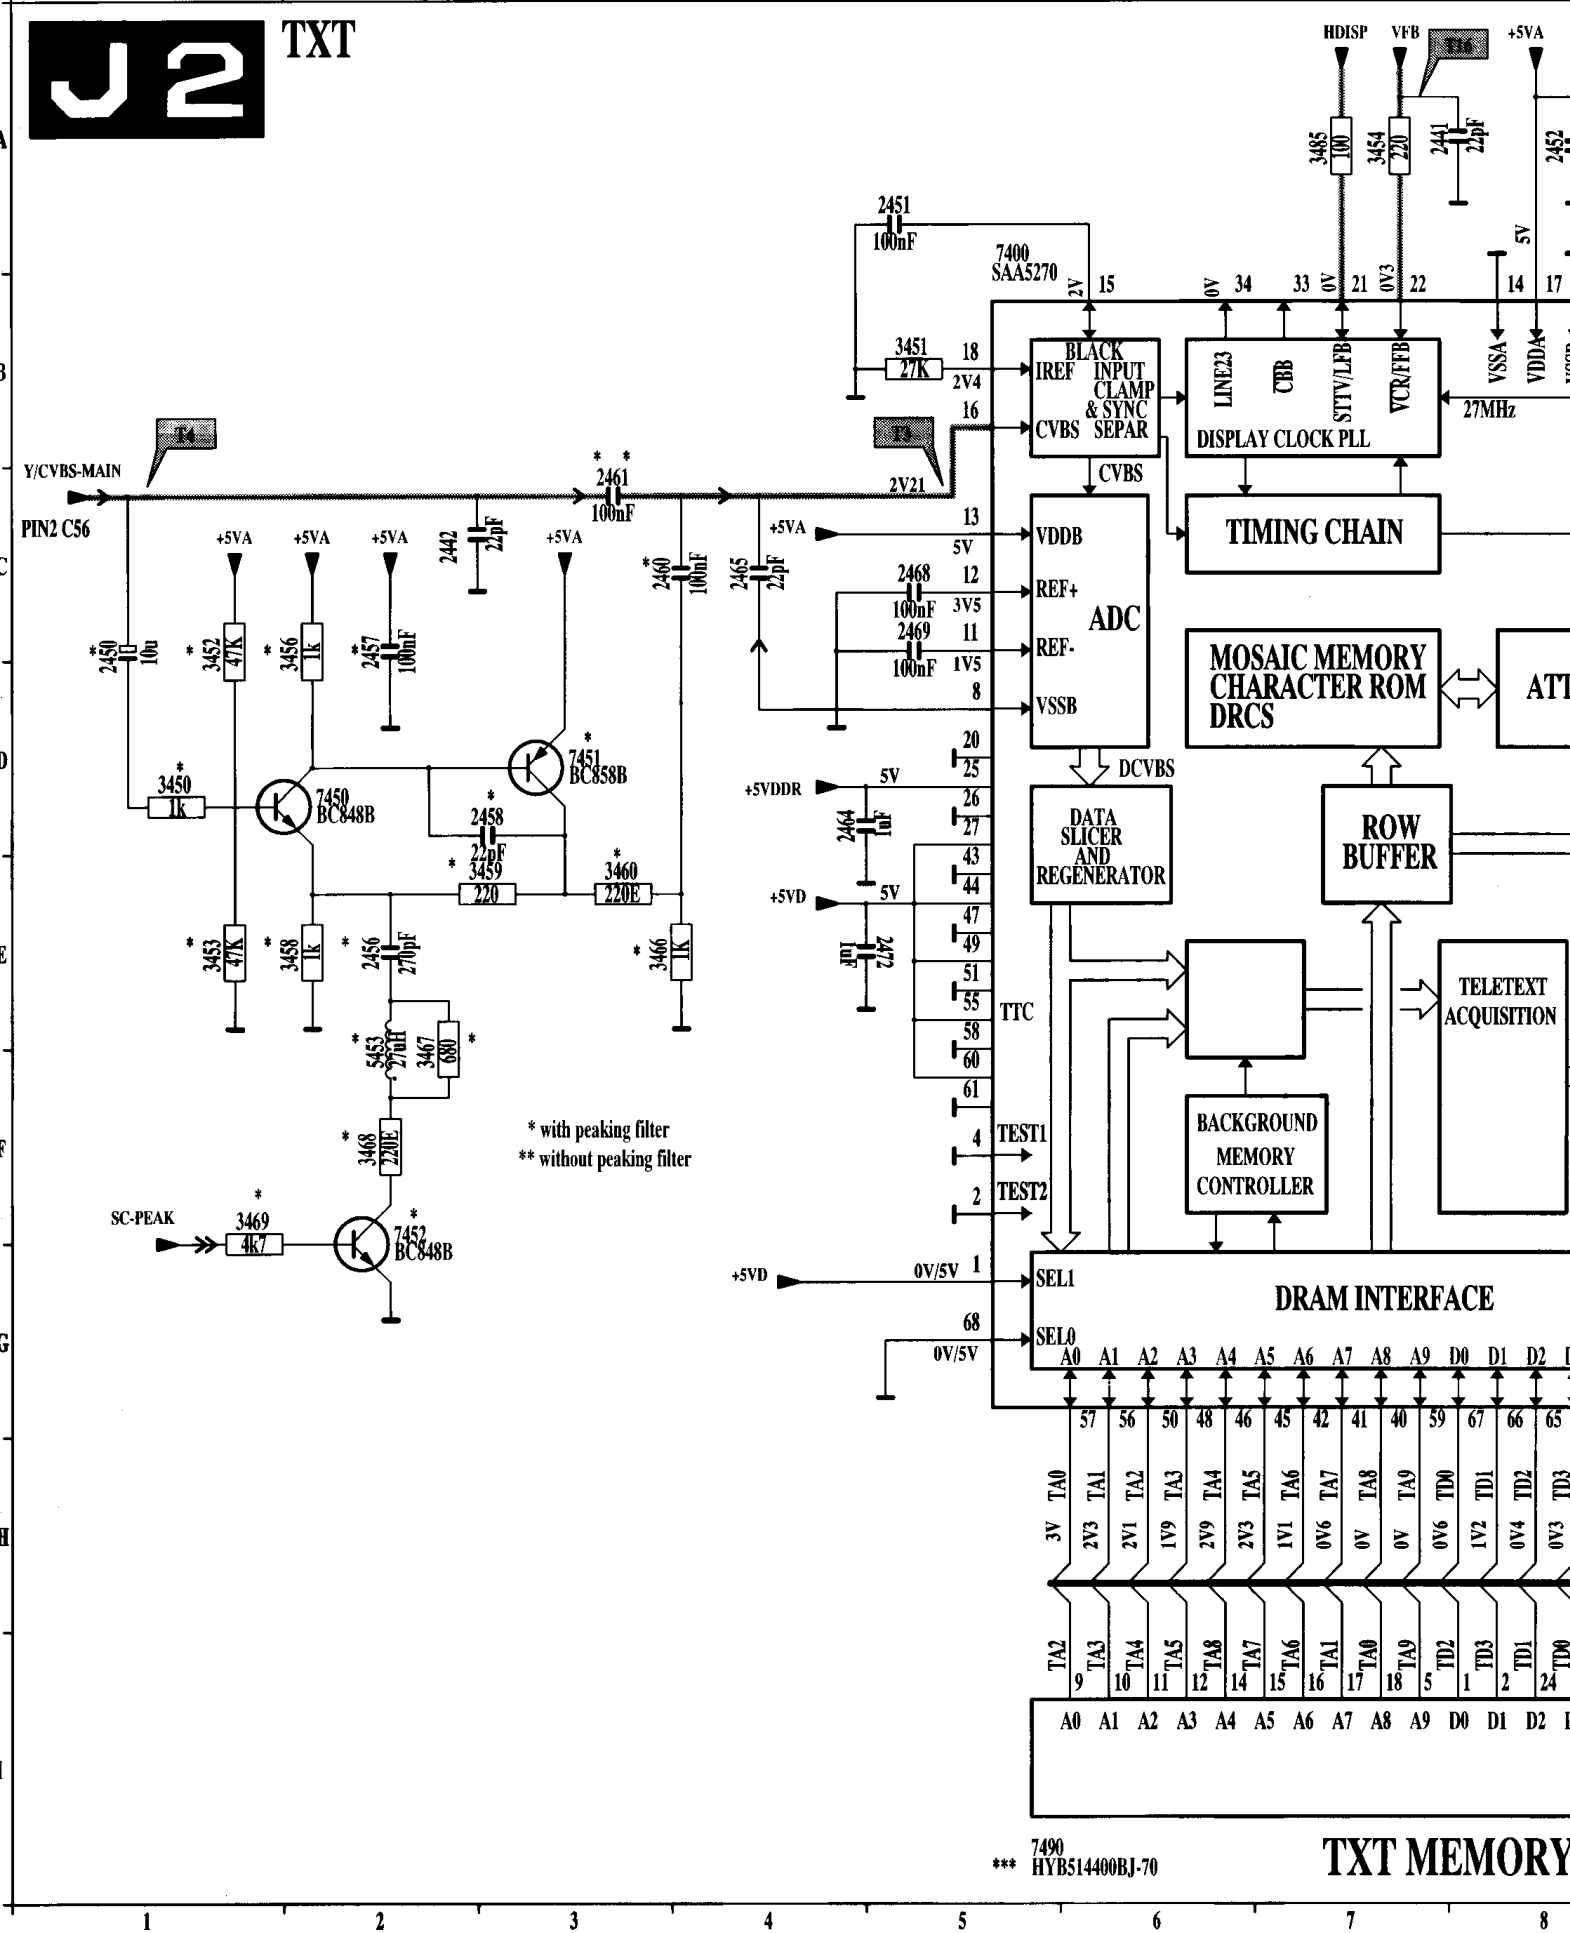 J2
TXT
HDISP
VFB
T16
+5VA
3485
100
3454
220
2441
22pF
2452
2451
100nF
7400
SAA5270
5V
2V
15
0V
34
33
0V
21
0V3
22
14
17
3451
27K
18
2V4
16
BLACK
IREF INPUT
CLAMP
& SYNC
CVBS SEPAR
LINE23
CBB
STTV/LFB
VCR/FFB
DISPLAY CLOCK PLL
VSSA
VDDA
27MHz
T4
T3
Y/CVBS-MAIN
PIN2 C56
* *
2461
100nF
2V21
CVBS
+5VA
+5VA
+5VA
+5VA
2442
22pF
* 2460
100nF
2465
22pF
+5VA
13
5V
VDDB
TIMING CHAIN
2468
100nF
12
3V5
REF+
ADC
2469
100nF
11
1V5
REF-
8
VSSB
* 2450
10u
* 3452
47K
* 3456
1k
* 2457
100nF
MOSAIC MEMORY
CHARACTER ROM
DRCS
*
7451
BC858B
*
3450
1k
7450
BC848B
*
2458
22pF
20
25
DCVBS
+5VDDR
5V
26
27
2464
1uF
DATA
SLICER
AND
REGENERATOR
ROW
BUFFER
* 3459
220
*
3460
220E
43
44
+5VD
5V
47
49
* 3453
47K
* 3458
1k
* 2456
270pF
* 3466
1K
1uF
2472
51
55
TTC
58
60
61
TELETEXT
ACQUISITION
* 5453
27uH
3467
680
*
* 3468
220E
* with peaking filter
** without peaking filter
4
TEST1
2
TEST2
BACKGROUND
MEMORY
CONTROLLER
SC-PEAK
*
3469
4k7
*
7452
BC848B
+5VD
0V/5V
1
SEL1
DRAM INTERFACE
68
0V/5V
SEL0
A0 A1 A2 A3 A4 A5 A6 A7 A8 A9 D0 D1 D2
57 56 50 48 46 45 42 41 40 59 67 66 65
TA0 TA1 TA2 TA3 TA4 TA5 TA6 TA7 TA8 TA9 TD0 TD1 TD2 TD3
3V 2V3 2V1 1V9 2V9 2V3 1V1 0V6 0V 0V 0V6 1V2 0V4 0V3
TA2 TA3 TA4 TA5 TA8 TA7 TA6 TA1 TA0 TA9 TD2 TD3 TD1 TD0
9 10 11 12 14 15 16 17 18 5 1 2 24
A0 A1 A2 A3 A4 A5 A6 A7 A8 A9 D0 D1 D2
7490
*** HYB514400BJ-70
TXT MEMORY
1 2 3 4 5 6 7 8